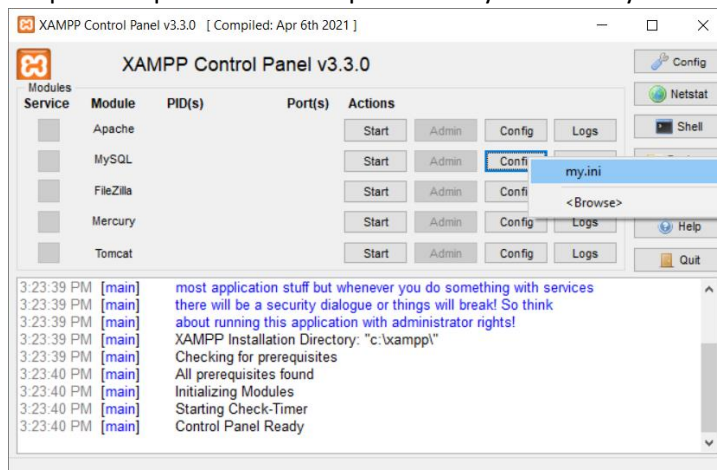 XAMPP Control Panel v3.3.0 [ Compiled: Apr 6th 2021 ]
XAMPP Control Panel v3.3.0
Config
Modules
Service Module PID(s) Port(s) Actions
Netstat
Apache Start Admin Config Logs
Shell
MySQL Start Admin Config
my.ini
FileZilla Start Admin
<Browse>
Mercury Start Admin Config Logs
Help
Tomcat Start Admin Config Logs
Quit
3:23:39 PM [main] most application stuff but whenever you do something with services
3:23:39 PM [main] there will be a security dialogue or things will break! So think
3:23:39 PM [main] about running this application with administrator rights!
3:23:39 PM [main] XAMPP Installation Directory: "c:\xampp\"
3:23:39 PM [main] Checking for prerequisites
3:23:40 PM [main] All prerequisites found
3:23:40 PM [main] Initializing Modules
3:23:40 PM [main] Starting Check-Timer
3:23:40 PM [main] Control Panel Ready